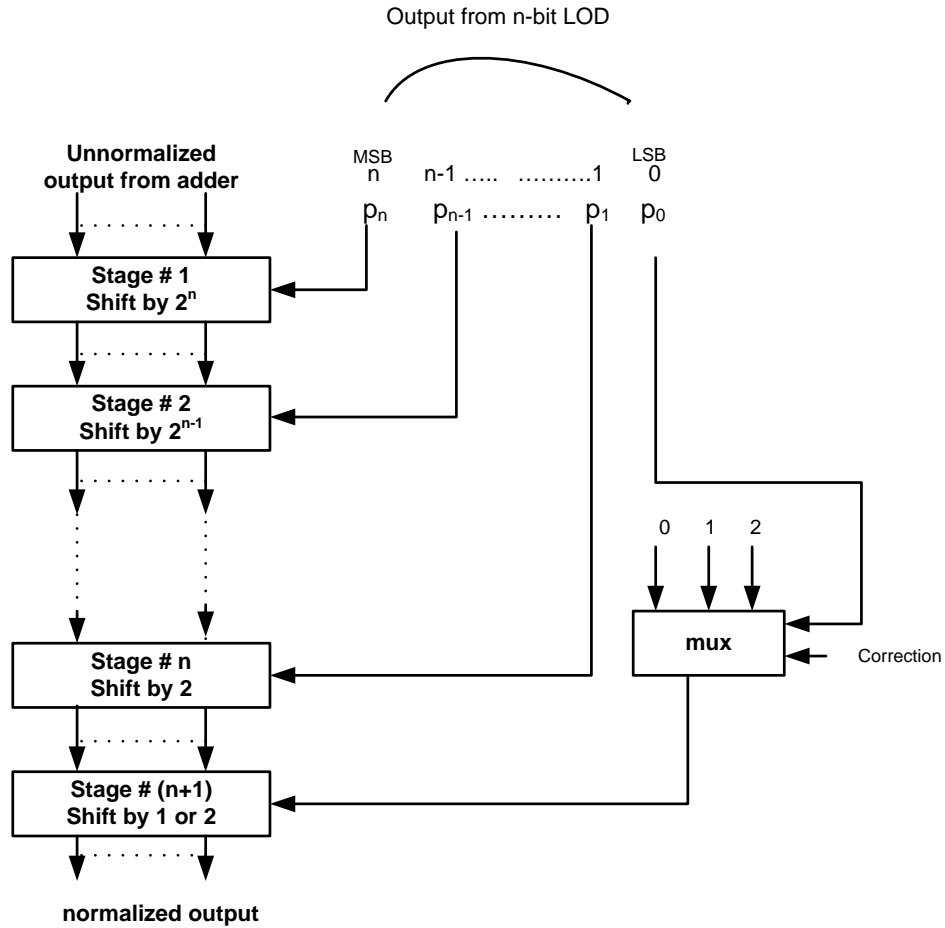 Output from n-bit LOD
MSB LSB
n n-1 ..... ..........1 0
pn pn-1 ......... p1 p0
Unnormalized
output from adder
Stage # 1
Shift by 2^n
Stage # 2
Shift by 2^n-1
0 1 2
mux
Correction
Stage # n
Shift by 2
Stage # (n+1)
Shift by 1 or 2
normalized output